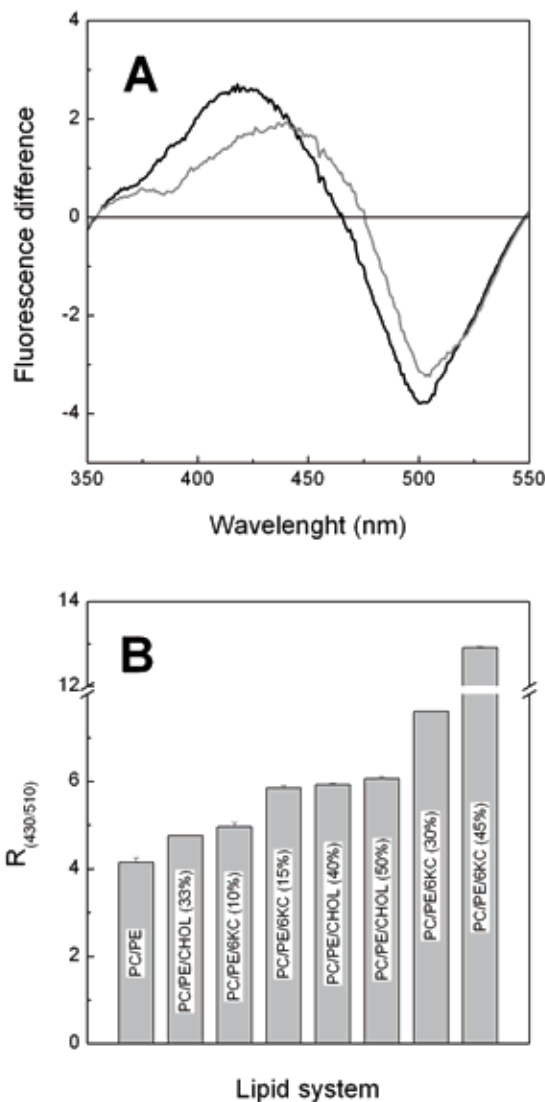 A
4
2
0
-2
-4
Fluorescence difference
350 400 450 500 550
Wavelenght (nm)
B
14
12
6
4
2
0
R(430/510)
PC/PE
PC/PE/CHOL (33%)
PC/PE/6KC (10%)
PC/PE/6KC (15%)
PC/PE/CHOL (40%)
PC/PE/CHOL (50%)
PC/PE/6KC (30%)
PC/PE/6KC (45%)
Lipid system